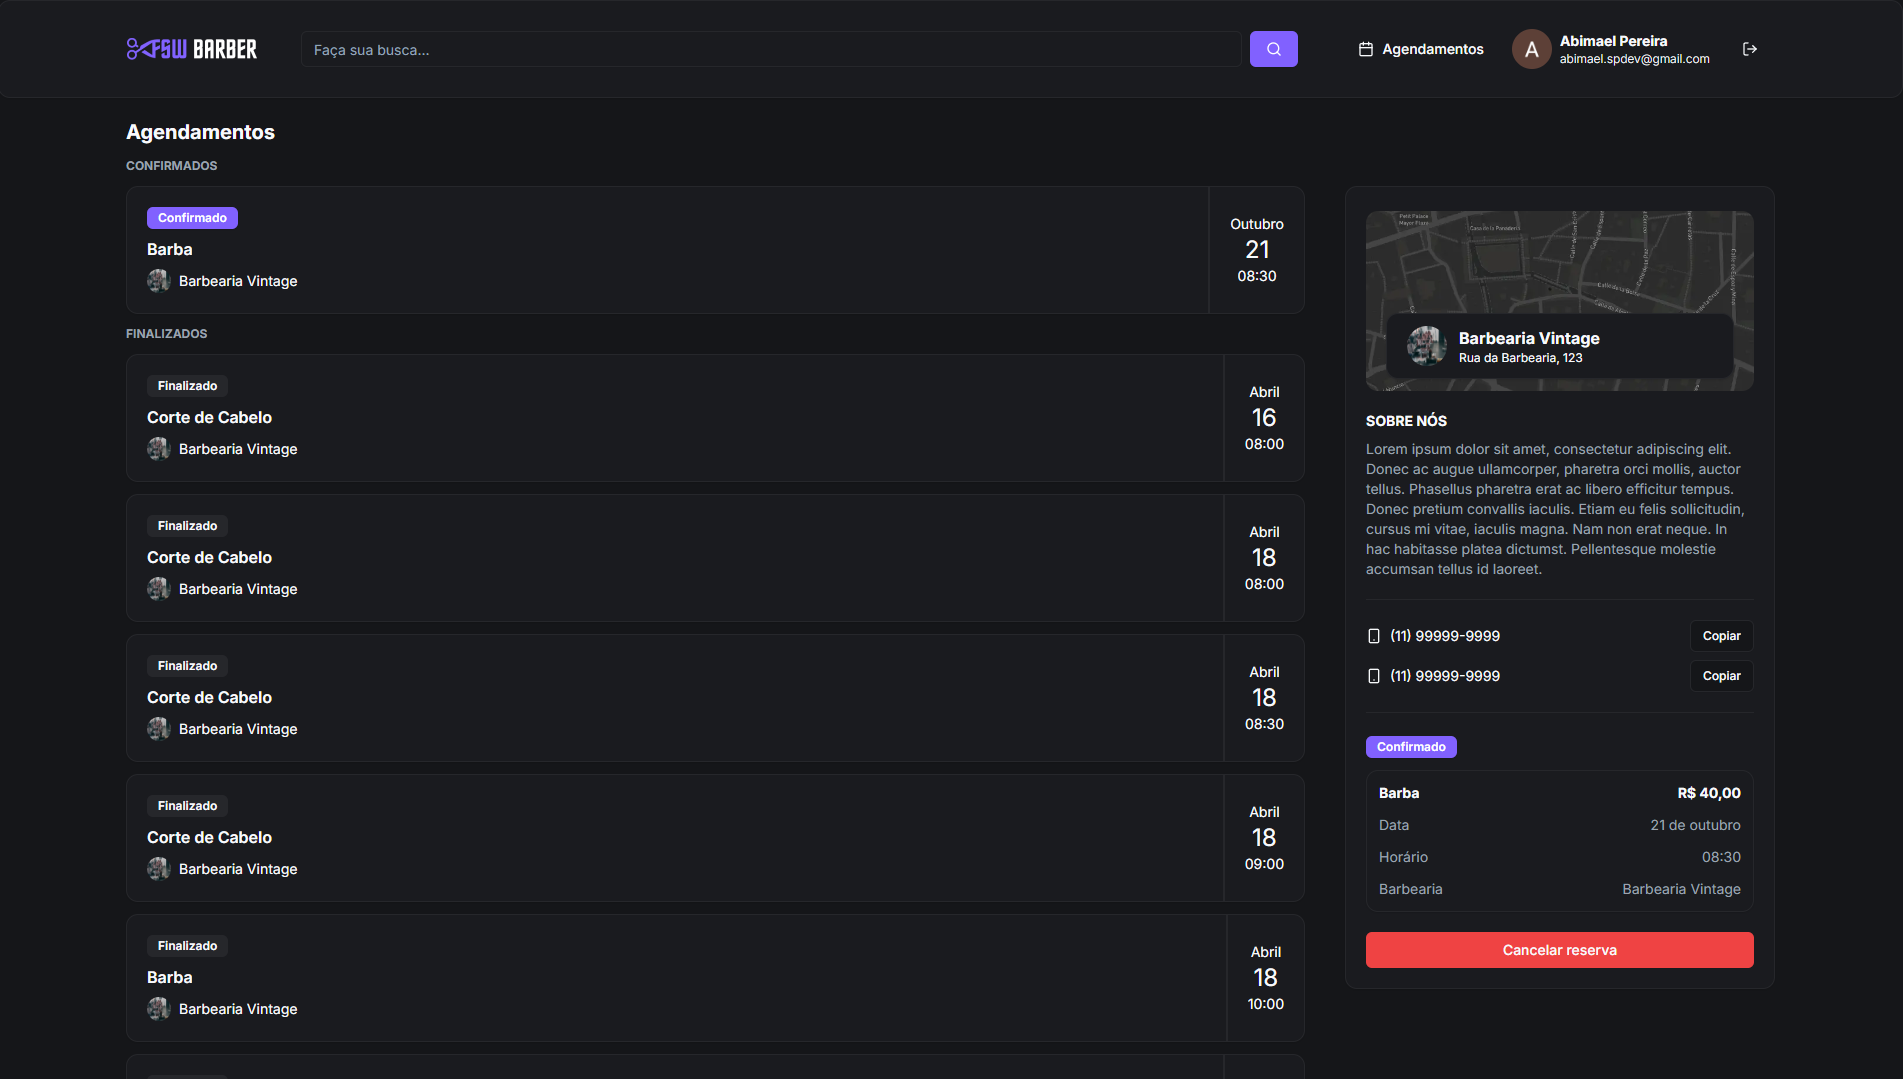 FSW BARBER
Faça sua busca...
Agendamentos
Abimael Pereira
abimael.spdev@gmail.com
A
Agendamentos
CONFIRMADOS
Confirmado
Barba
Barbearia Vintage
Outubro
21
08:30
FINALIZADOS
Finalizado
Corte de Cabelo
Barbearia Vintage
Abril
16
08:00
Finalizado
Corte de Cabelo
Barbearia Vintage
Abril
18
08:00
Finalizado
Corte de Cabelo
Barbearia Vintage
Abril
18
08:30
Finalizado
Corte de Cabelo
Barbearia Vintage
Abril
18
09:00
Finalizado
Barba
Barbearia Vintage
Abril
18
10:00
Petit Palace
Barbearia Vintage
Rua da Barbearia, 123
SOBRE NÓS
Lorem ipsum dolor sit amet, consectetur adipiscing elit.
Donec ac augue ullamcorper, pharetra orci mollis, auctor
tellus. Phasellus pharetra erat ac libero efficitur tempus.
Donec pretium convallis iaculis. Etiam eu felis sollicitudin,
cursus mi vitae, iaculis magna. Nam non erat neque. In
hac habitasse platea dictumst. Pellentesque molestie
accumsan tellus id laoreet.
(11) 99999-9999
Copiar
(11) 99999-9999
Copiar
Confirmado
Barba R$ 40,00
Data 21 de outubro
Horário 08:30
Barbearia Barbearia Vintage
Cancelar reserva